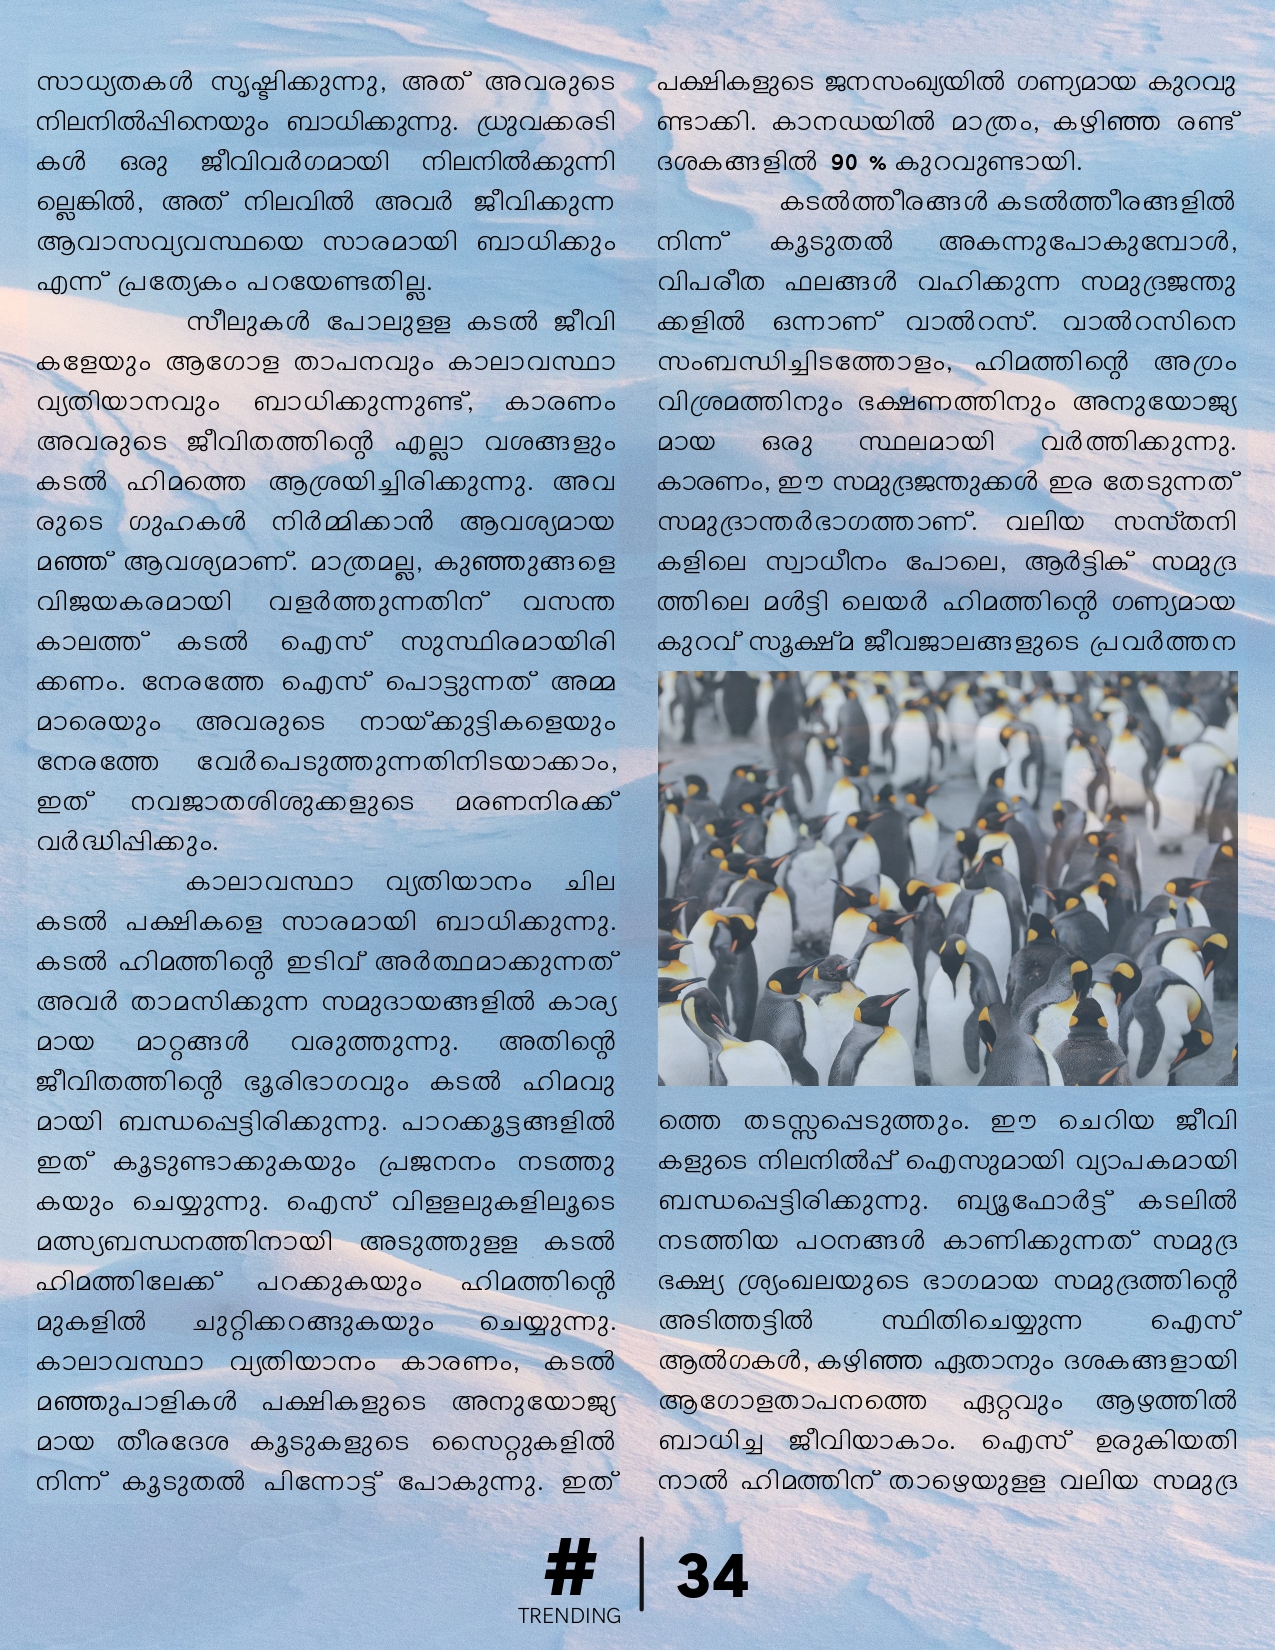 സാധ്യതകൾ സൃഷ്ടിക്കുന്നു, അത് അവരുടെ
നിലനിൽപ്പിനെയും ബാധിക്കുന്നു. ധ്രുവക്കരടി
കൾ ഒരു ജീവിവർഗമായി നിലനിൽക്കുന്നി
ല്ലെങ്കിൽ, അത് നിലവിൽ അവർ ജീവിക്കുന്ന
ആവാസവ്യവസ്ഥയെ സാരമായി ബാധിക്കും
എന്ന് പ്രത്യേകം പറയേണ്ടതില്ല.
സീലുകൾ പോലുളള കടൽ ജീവി
കളേയും ആഗോള താപനവും കാലാവസ്ഥാ
വ്യതിയാനവും ബാധിക്കുന്നുണ്ട്, കാരണം
അവരുടെ ജീവിതത്തിന്റെ എല്ലാ വശങ്ങളും
കടൽ ഹിമത്തെ ആശ്രയിച്ചിരിക്കുന്നു. അവ
രുടെ ഗുഹകൾ നിർമ്മിക്കാൻ ആവശ്യമായ
മഞ്ഞ് ആവശ്യമാണ്. മാത്രമല്ല, കുഞ്ഞുങ്ങളെ
വിജയകരമായി വളർത്തുന്നതിന് വസന്ത
കാലത്ത് കടൽ ഐസ് സുസ്ഥിരമായിരി
ക്കണം. നേരത്തേ ഐസ് പൊട്ടുന്നത് അമ്മ
മാരെയും അവരുടെ നായ്ക്കുട്ടികളെയും
നേരത്തേ വേർപെടുത്തുന്നതിനിടയാക്കാം,
ഇത് നവജാതശിശുക്കളുടെ മരണനിരക്ക്
വർദ്ധിപ്പിക്കും.
കാലാവസ്ഥാ വ്യതിയാനം ചില
കടൽ പക്ഷികളെ സാരമായി ബാധിക്കുന്നു.
കടൽ ഹിമത്തിന്റെ ഇടിവ് അർത്ഥമാക്കുന്നത്
അവർ താമസിക്കുന്ന സമുദായങ്ങളിൽ കാര്യ
മായ മാറ്റങ്ങൾ വരുത്തുന്നു. അതിന്റെ
ജീവിതത്തിന്റെ ഭൂരിഭാഗവും കടൽ ഹിമവു
മായി ബന്ധപ്പെട്ടിരിക്കുന്നു. പാറക്കൂട്ടങ്ങളിൽ
ഇത് കൂടുണ്ടാക്കുകയും പ്രജനനം നടത്തു
കയും ചെയ്യുന്നു. ഐസ് വിളളലുകളിലൂടെ
മത്സ്യബന്ധനത്തിനായി അടുത്തുളള കടൽ
ഹിമത്തിലേക്ക് പറക്കുകയും ഹിമത്തിന്റെ
മുകളിൽ ചുറ്റിക്കറങ്ങുകയും ചെയ്യുന്നു.
കാലാവസ്ഥാ വ്യതിയാനം കാരണം, കടൽ
മഞ്ഞുപാളികൾ പക്ഷികളുടെ അനുയോജ്യ
മായ തീരദേശ കൂടുകളുടെ സൈറ്റുകളിൽ
നിന്ന് കൂടുതൽ പിന്നോട്ട് പോകുന്നു. ഇത്
പക്ഷികളുടെ ജനസംഖ്യയിൽ ഗണ്യമായ കുറവു
ണ്ടാക്കി. കാനഡയിൽ മാത്രം, കഴിഞ്ഞ രണ്ട്
ദശകങ്ങളിൽ 90 % കുറവുണ്ടായി.
കടൽത്തീരങ്ങൾ കടൽത്തീരങ്ങളിൽ
നിന്ന് കൂടുതൽ അകന്നുപോകുമ്പോൾ,
വിപരീത ഫലങ്ങൾ വഹിക്കുന്ന സമുദ്രജന്തു
ക്കളിൽ ഒന്നാണ് വാൽറസ്. വാൽറസിനെ
സംബന്ധിച്ചിടത്തോളം, ഹിമത്തിന്റെ അഗ്രം
വിശ്രമത്തിനും ഭക്ഷണത്തിനും അനുയോജ്യ
മായ ഒരു സ്ഥലമായി വർത്തിക്കുന്നു.
കാരണം, ഈ സമുദ്രജന്തുക്കൾ ഇര തേടുന്നത്
സമുദ്രാന്തർഭാഗത്താണ്. വലിയ സസ്തനി
കളിലെ സ്വാധീനം പോലെ, ആർട്ടിക് സമുദ്ര
ത്തിലെ മൾട്ടി ലെയർ ഹിമത്തിന്റെ ഗണ്യമായ
കുറവ് സൂക്ഷ്മ ജീവജാലങ്ങളുടെ പ്രവർത്തന
ത്തെ തടസ്സപ്പെടുത്തും. ഈ ചെറിയ ജീവി
കളുടെ നിലനിൽപ്പ് ഐസുമായി വ്യാപകമായി
ബന്ധപ്പെട്ടിരിക്കുന്നു. ബ്യൂഫോർട്ട് കടലിൽ
നടത്തിയ പഠനങ്ങൾ കാണിക്കുന്നത് സമുദ്ര
ഭക്ഷ്യ ശ്ര്യംഖലയുടെ ഭാഗമായ സമുദ്രത്തിന്റെ
അടിത്തട്ടിൽ സ്ഥിതിചെയ്യുന്ന ഐസ്
ആൽഗകൾ, കഴിഞ്ഞ ഏതാനും ദശകങ്ങളായി
ആഗോളതാപനത്തെ ഏറ്റവും ആഴത്തിൽ
ബാധിച്ച ജീവിയാകാം. ഐസ് ഉരുകിയതി
നാൽ ഹിമത്തിന് താഴെയുളള വലിയ സമുദ്ര
#
TRENDING
34